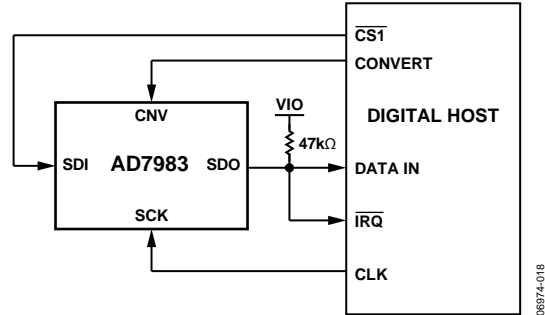 CS1
CONVERT
CNV
VIO
DIGITAL HOST
47kΩ
SDI
AD7983
SDO
DATA IN
SCK
IRQ
CLK
06974-018